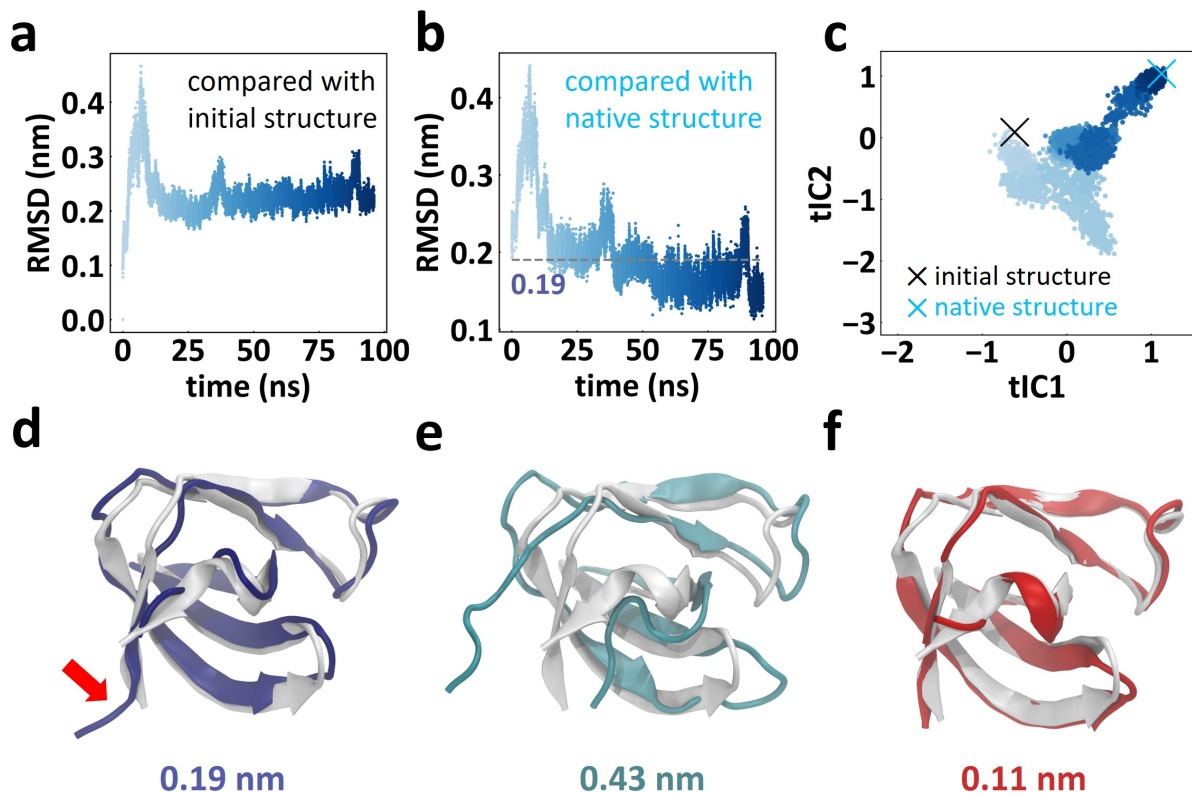 a
compared with
initial structure
RMSD (nm)
0.4
0.3
0.2
0.1
0.0
0
25
50
75
100
time (ns)
b
compared with
native structure
RMSD (nm)
0.4
0.3
0.2
0.1
0.19
0
25
50
75
100
time (ns)
c
tIC2
1
0
−1
−2
−3
initial structure
native structure
−2
−1
0
1
tIC1
d
0.19 nm
e
0.43 nm
f
0.11 nm